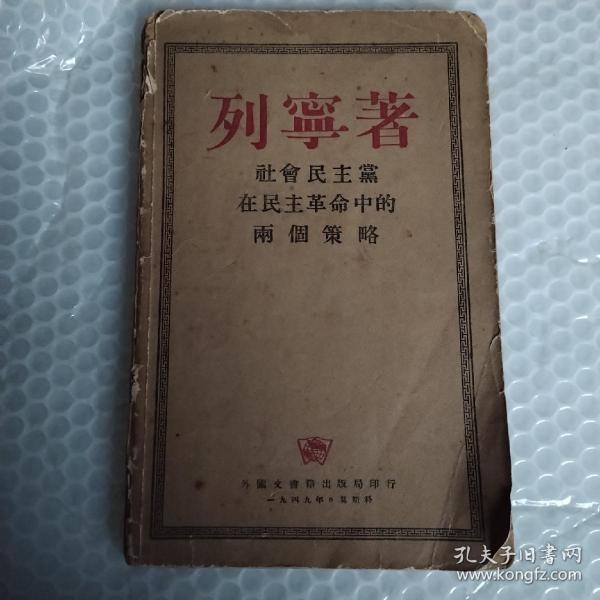 列寧著
社會民主黨
在民主革命中的
兩個策略
外國文書籍出版局印行
一九四九年·莫斯科
孔夫子旧书网
www.kongfz.com